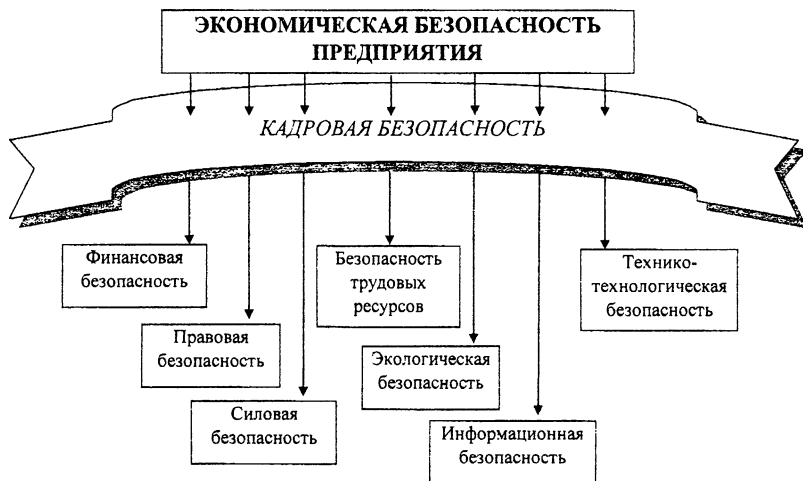 ЭКОНОМИЧЕСКАЯ БЕЗОПАСНОСТЬ
ПРЕДПРИЯТИЯ
КАДРОВАЯ БЕЗОПАСНОСТЬ
Финансовая
безопасность
Безопасность
трудовых
ресурсов
Технико-
технологическая
безопасность
Правовая
безопасность
Экологическая
безопасность
Силовая
безопасность
Информационная
безопасность